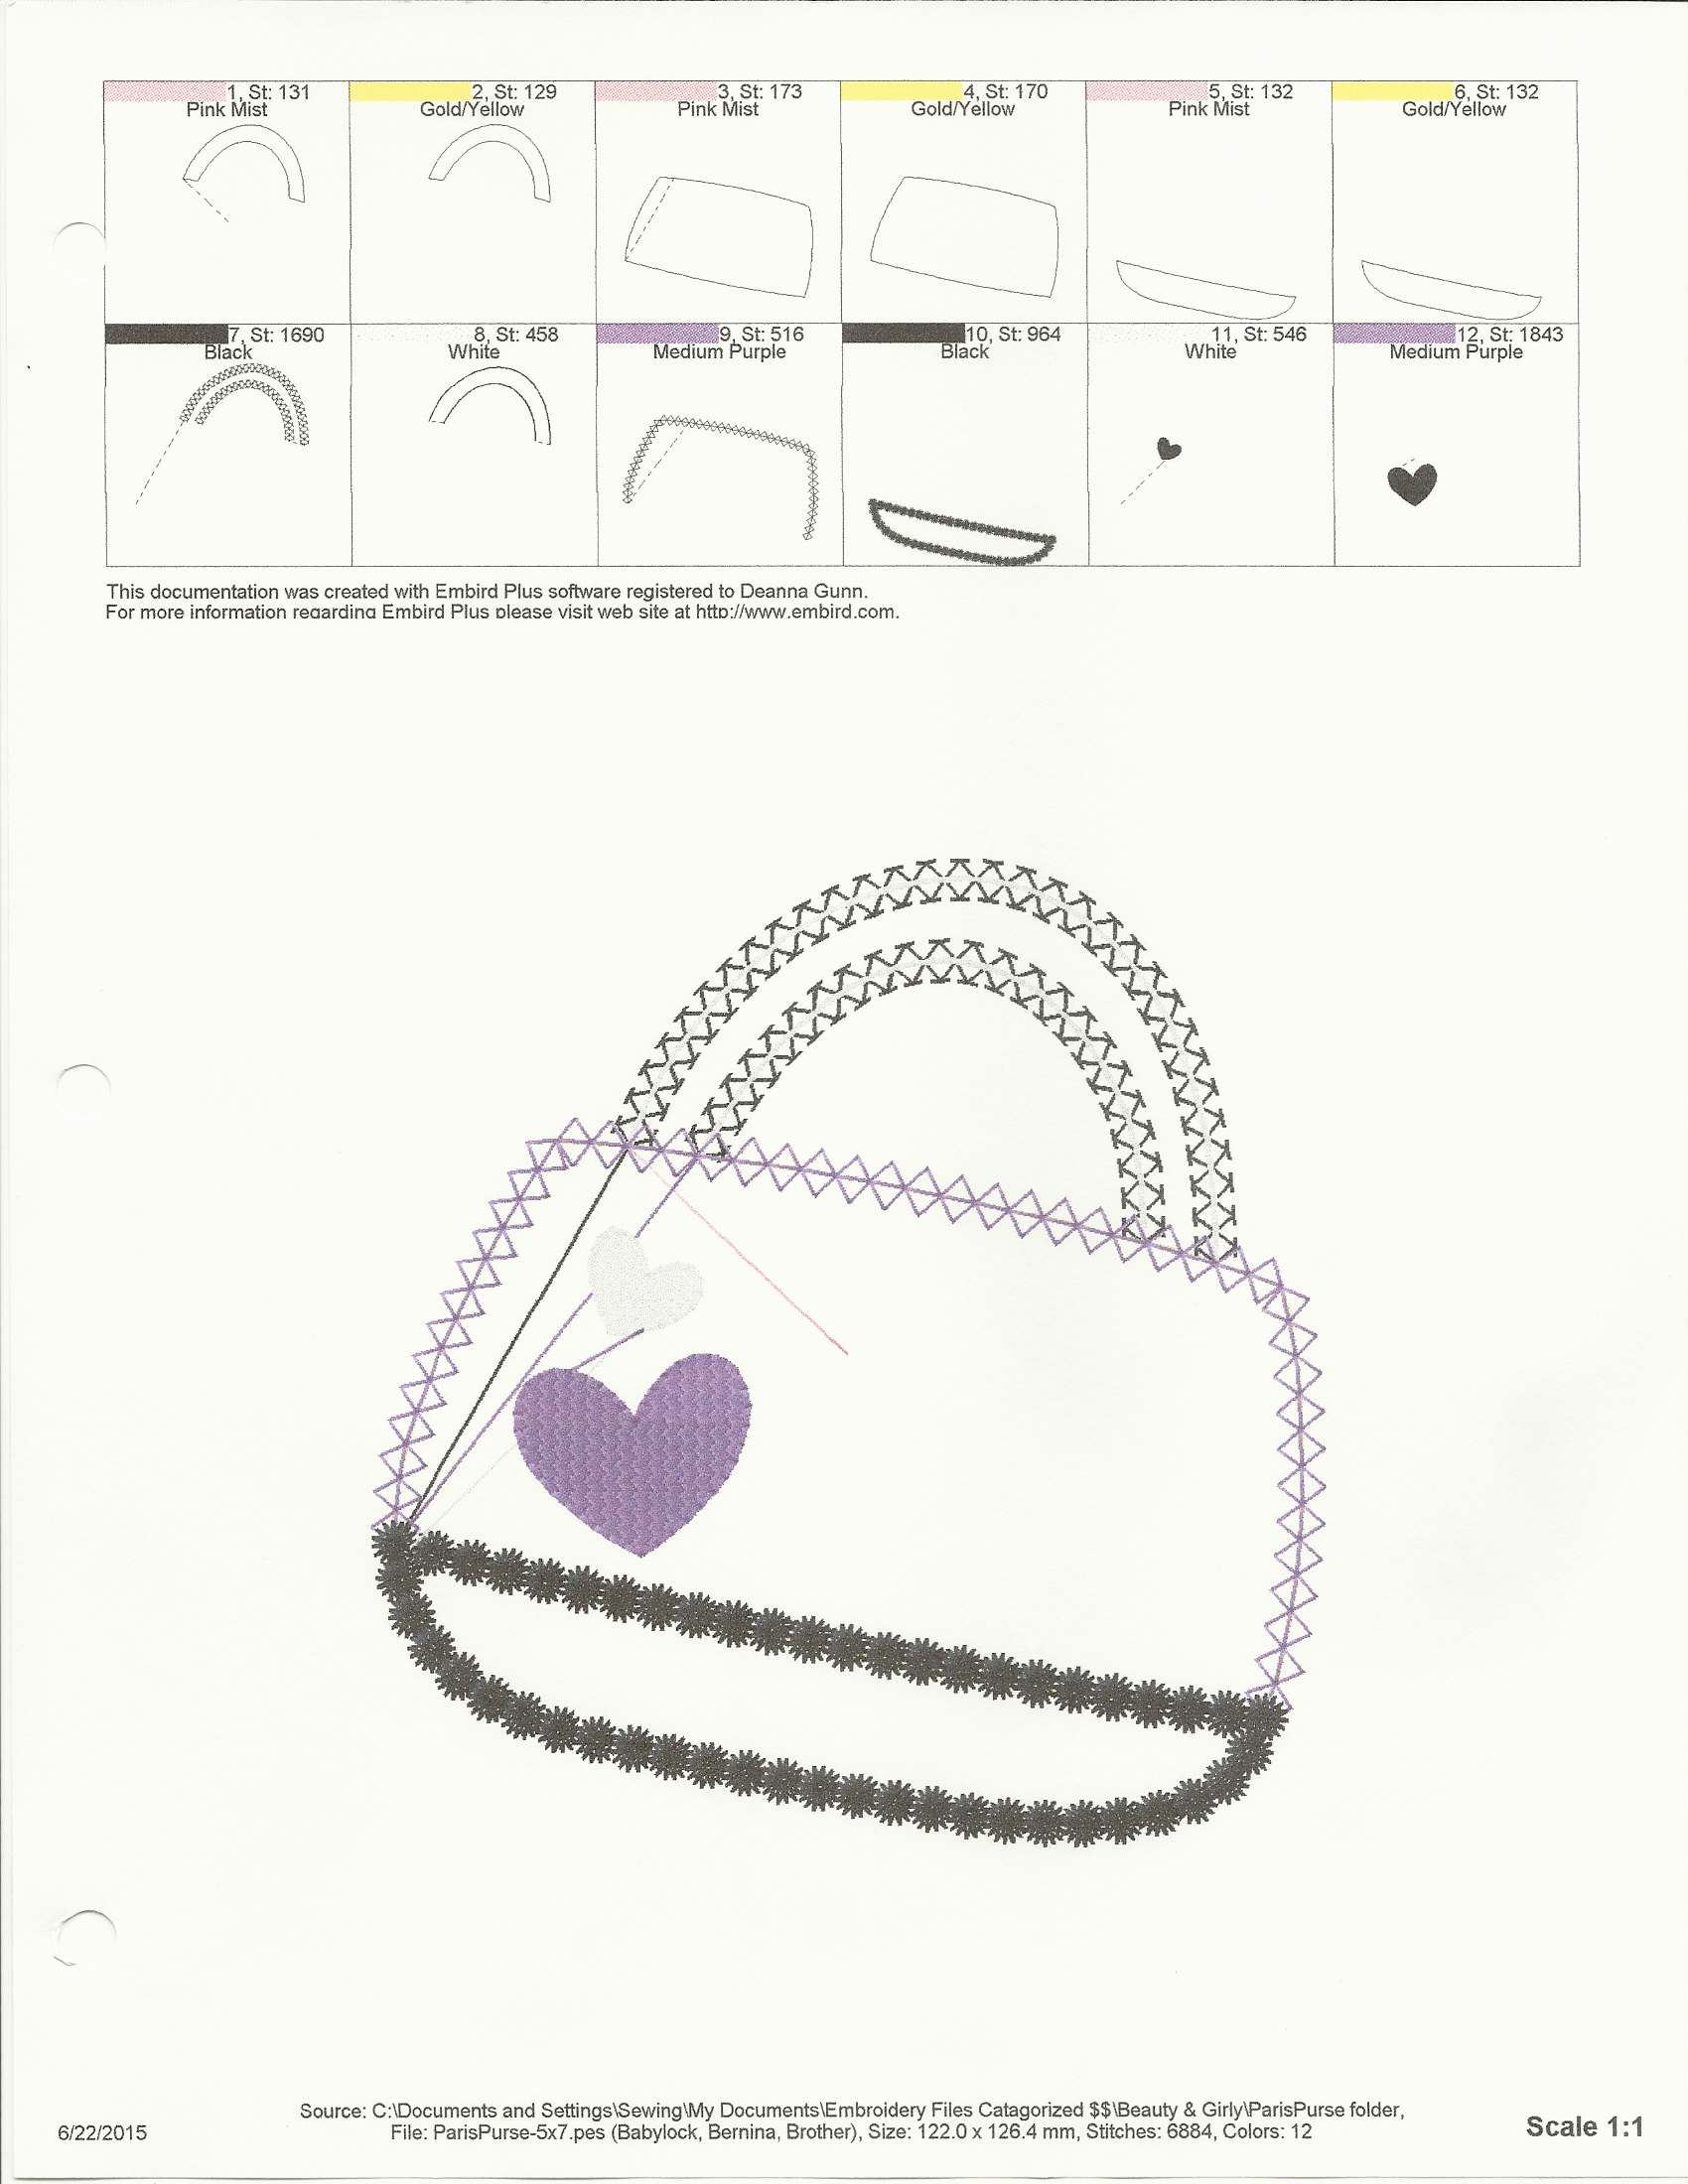 1, St: 131
Pink Mist
2, St: 129
Gold/Yellow
3, St: 173
Pink Mist
4, St: 170
Gold/Yellow
5, St: 132
Pink Mist
6, St: 132
Gold/Yellow
7, St: 1690
Black
8, St: 458
White
9, St: 516
Medium Purple
10, St: 964
Black
11, St: 546
White
12, St: 1843
Medium Purple
This documentation was created with Embird Plus software registered to Deanna Gunn.
For more information regarding Embird Plus please visit web site at http://www.embird.com.
Source: C:\Documents and Settings\Sewing\My Documents\Embroidery Files Catagorized $$\Beauty & Girly\ParisPurse folder,
6/22/2015 File: ParisPurse-5x7.pes (Babylock, Bernina, Brother), Size: 122.0 x 126.4 mm, Stitches: 6884, Colors: 12 Scale 1:1